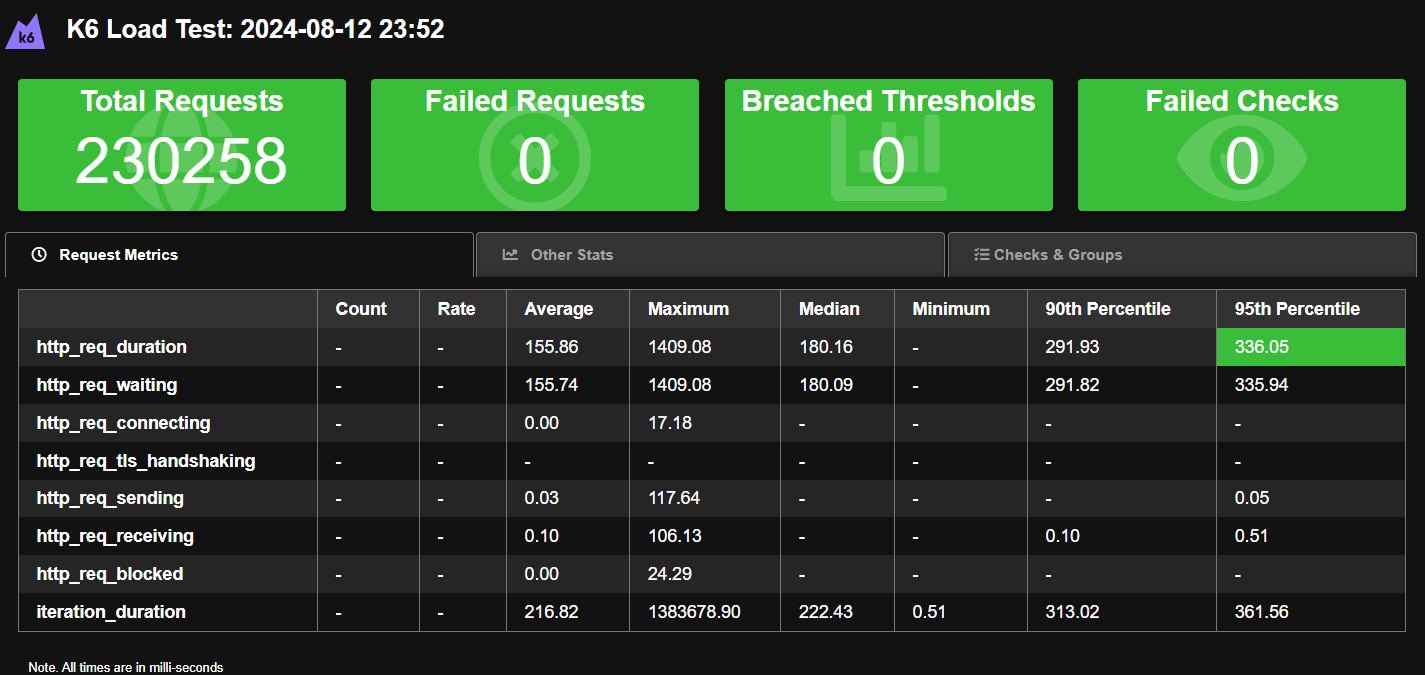 k6 K6 Load Test: 2024-08-12 23:52
Total Requests Failed Requests Breached Thresholds Failed Checks
230258 0 0 0
Request Metrics Other Stats Checks & Groups
Count Rate Average Maximum Median Minimum 90th Percentile 95th Percentile
http_req_duration - - 155.86 1409.08 180.16 - 291.93 336.05
http_req_waiting - - 155.74 1409.08 180.09 - 291.82 335.94
http_req_connecting - - 0.00 17.18 - - - -
http_req_tls_handshaking - - - - - - - -
http_req_sending - - 0.03 117.64 - - - 0.05
http_req_receiving - - 0.10 106.13 - - 0.10 0.51
http_req_blocked - - 0.00 24.29 - - - -
iteration_duration - - 216.82 1383678.90 222.43 0.51 313.02 361.56
Note. All times are in milli-seconds